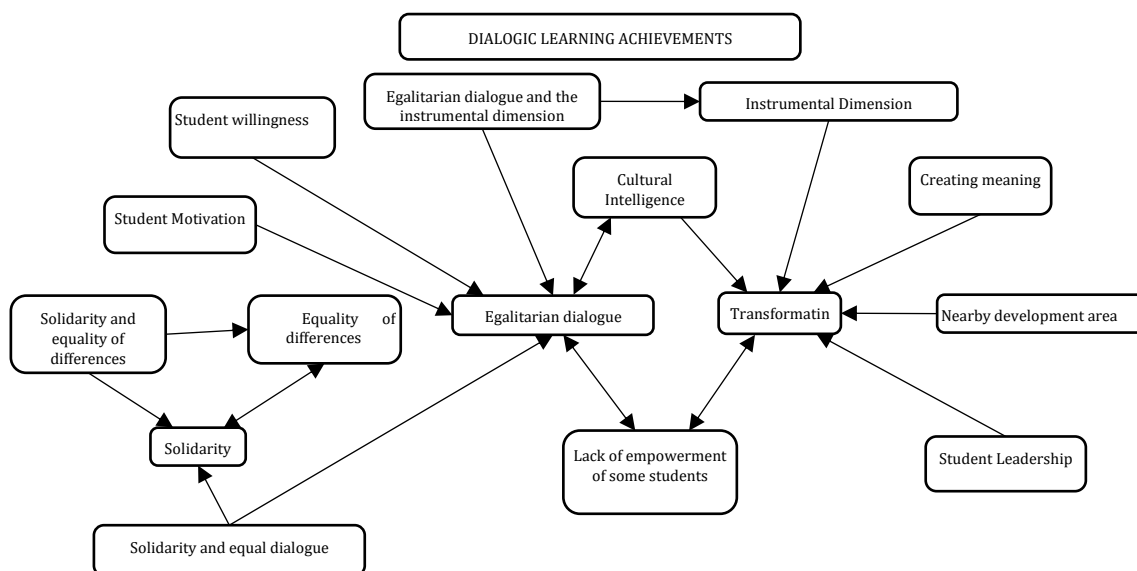 DIALOGIC LEARNING ACHIEVEMENTS
Egalitarian dialogue and the
instrumental dimension
Instrumental Dimension
Student willingness
Cultural
Intelligence
Creating meaning
Student Motivation
Solidarity and
equality of
differences
Equality of
differences
Egalitarian dialogue
Transformatin
Nearby development area
Solidarity
Lack of empowerment
of some students
Student Leadership
Solidarity and equal dialogue